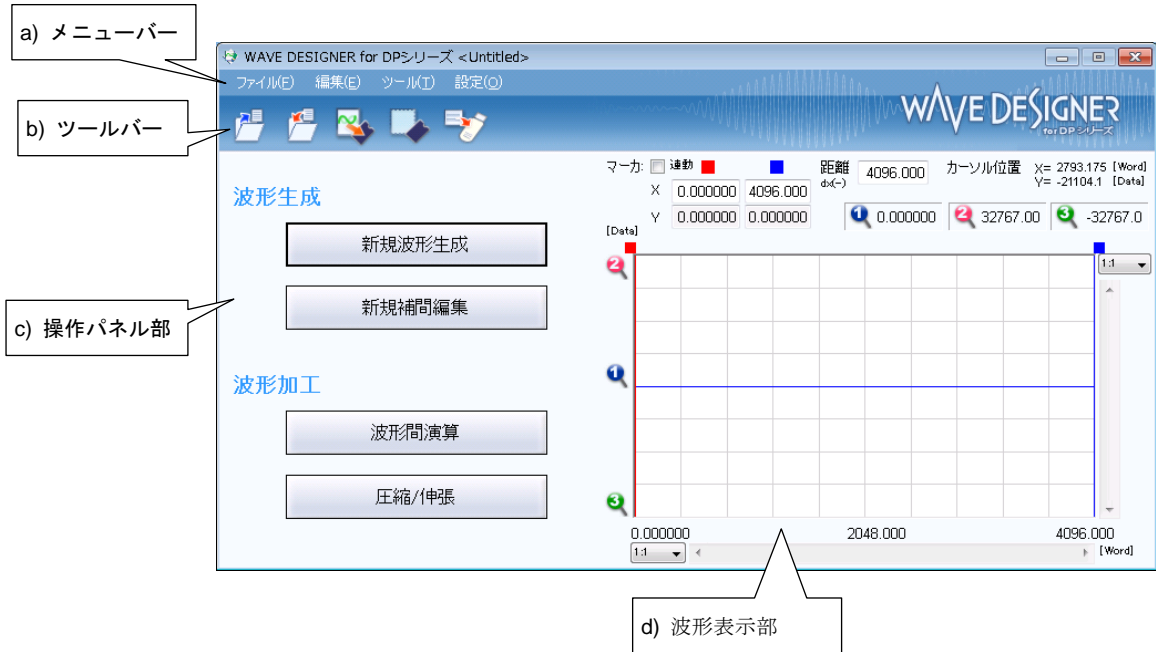 a) メニューバー
WAVE DESIGNER for DPシリーズ <Untitled>
ファイル(F) 編集(E) ツール(T) 設定(O)
b) ツールバー
WAVE DESIGNER
for DP シリーズ
マーカ: 連動
距離
dx(-)
4096.000
カーソル位置
X= 2793.175 [Word]
Y= -21104.1 [Data]
X 0.000000 4096.000
Y 0.000000 0.000000
1 0.000000 2 32767.00 3 -32767.0
[Data]
波形生成
新規波形生成
新規補間編集
c) 操作パネル部
波形加工
波形間演算
圧縮/伸張
2
1:1
1
3
0.000000 2048.000 4096.000
1:1
[Word]
d) 波形表示部